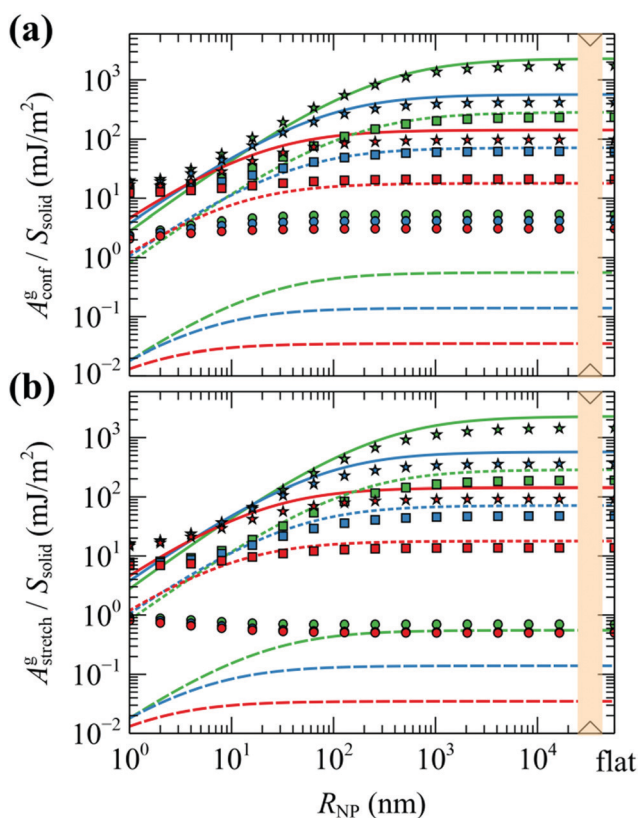 (a)
A^g_conf / S_solid (mJ/m²)
10³
10²
10¹
10⁰
10⁻¹
10⁻²
(b)
A^g_stretch / S_solid (mJ/m²)
10³
10²
10¹
10⁰
10⁻¹
10⁻²
10⁰ 10¹ 10² 10³ 10⁴ flat
R_NP (nm)